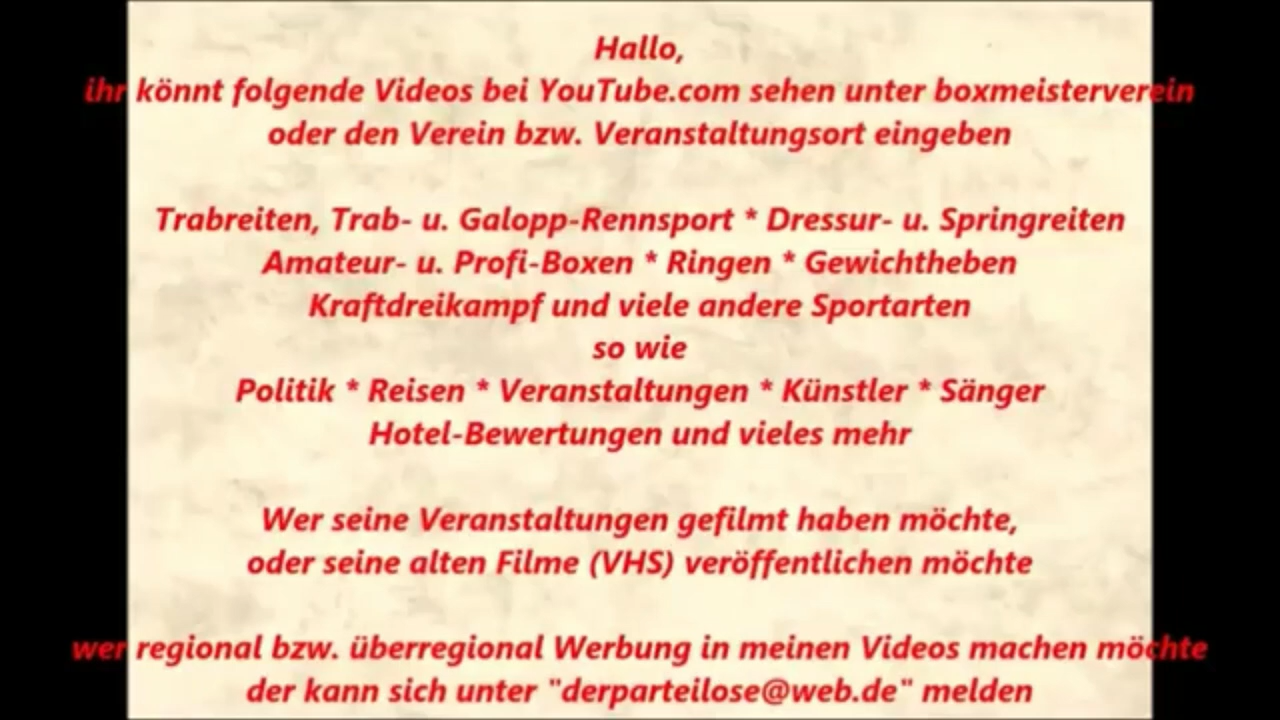 Hallo,
ihr könnt folgende Videos bei YouTube.com sehen unter boxmeisterverein
oder den Verein bzw. Veranstaltungsort eingeben
Trabreiten, Trab- u. Galopp-Rennsport * Dressur- u. Springreiten
Amateur- u. Profi-Boxen * Ringen * Gewichtheben
Kraftdreikampf und viele andere Sportarten
so wie
Politik * Reisen * Veranstaltungen * Künstler * Sänger
Hotel-Bewertungen und vieles mehr
Wer seine Veranstaltungen gefilmt haben möchte,
oder seine alten Filme (VHS) veröffentlichen möchte
wer regional bzw. überregional Werbung in meinen Videos machen möchte
der kann sich unter "derparteilose@web.de" melden